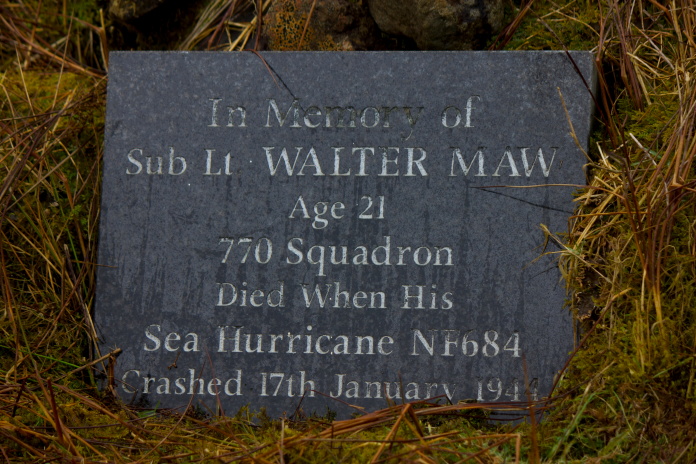 In Memory of
Sub Lt WALTER MAW
Age 21
770 Squadron
Died When His
Sea Hurricane NF684
Crashed 17th January 1944